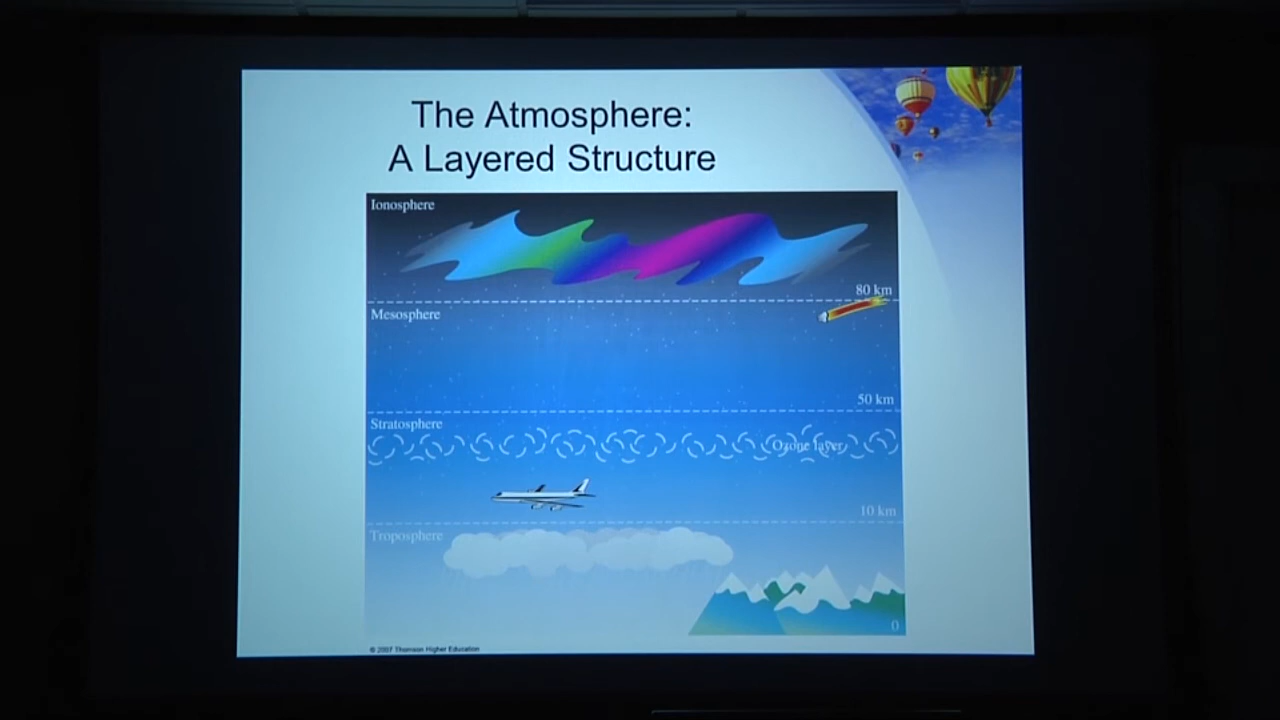 The Atmosphere:
A Layered Structure
Ionosphere
80 km
Mesosphere
50 km
Stratosphere
Ozone layer
10 km
Troposphere
0
© 2007 Thomson Higher Education